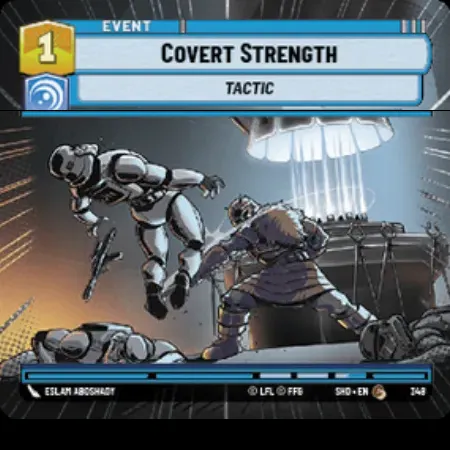 EVENT
1
COVERT STRENGTH
TACTIC
ESLAM ABOSHADY
© LFL © FFG
SHD • EN
348